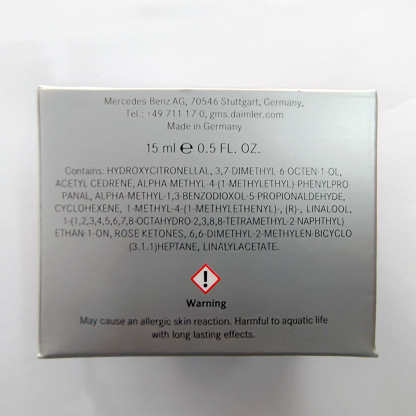 Mercedes-Benz AG, 70546 Stuttgart, Germany,
Tel.: +49 711 17-0, gms.daimler.com
Made in Germany
15 ml ℮ 0.5 FL. OZ.
Contains: HYDROXYCITRONELLAL, 3,7-DIMETHYL-6-OCTEN-1-OL,
ACETYL CEDRENE, ALPHA-METHYL-4-(1-METHYLETHYL)-PHENYLPRO-
PANAL, ALPHA-METHYL-1,3-BENZODIOXOL-5-PROPIONALDEHYDE,
CYCLOHEXENE, 1-METHYL-4-(1-METHYLETHENYL)-, (R)-, LINALOOL,
1-(1,2,3,4,5,6,7,8-OCTAHYDRO-2,3,8,8-TETRAMETHYL-2-NAPHTHYL)
ETHAN-1-ON, ROSE KETONES, 6,6-DIMETHYL-2-METHYLEN-BICYCLO
(3.1.1)HEPTANE, LINALYLACETATE.
!
Warning
May cause an allergic skin reaction. Harmful to aquatic life
with long lasting effects.